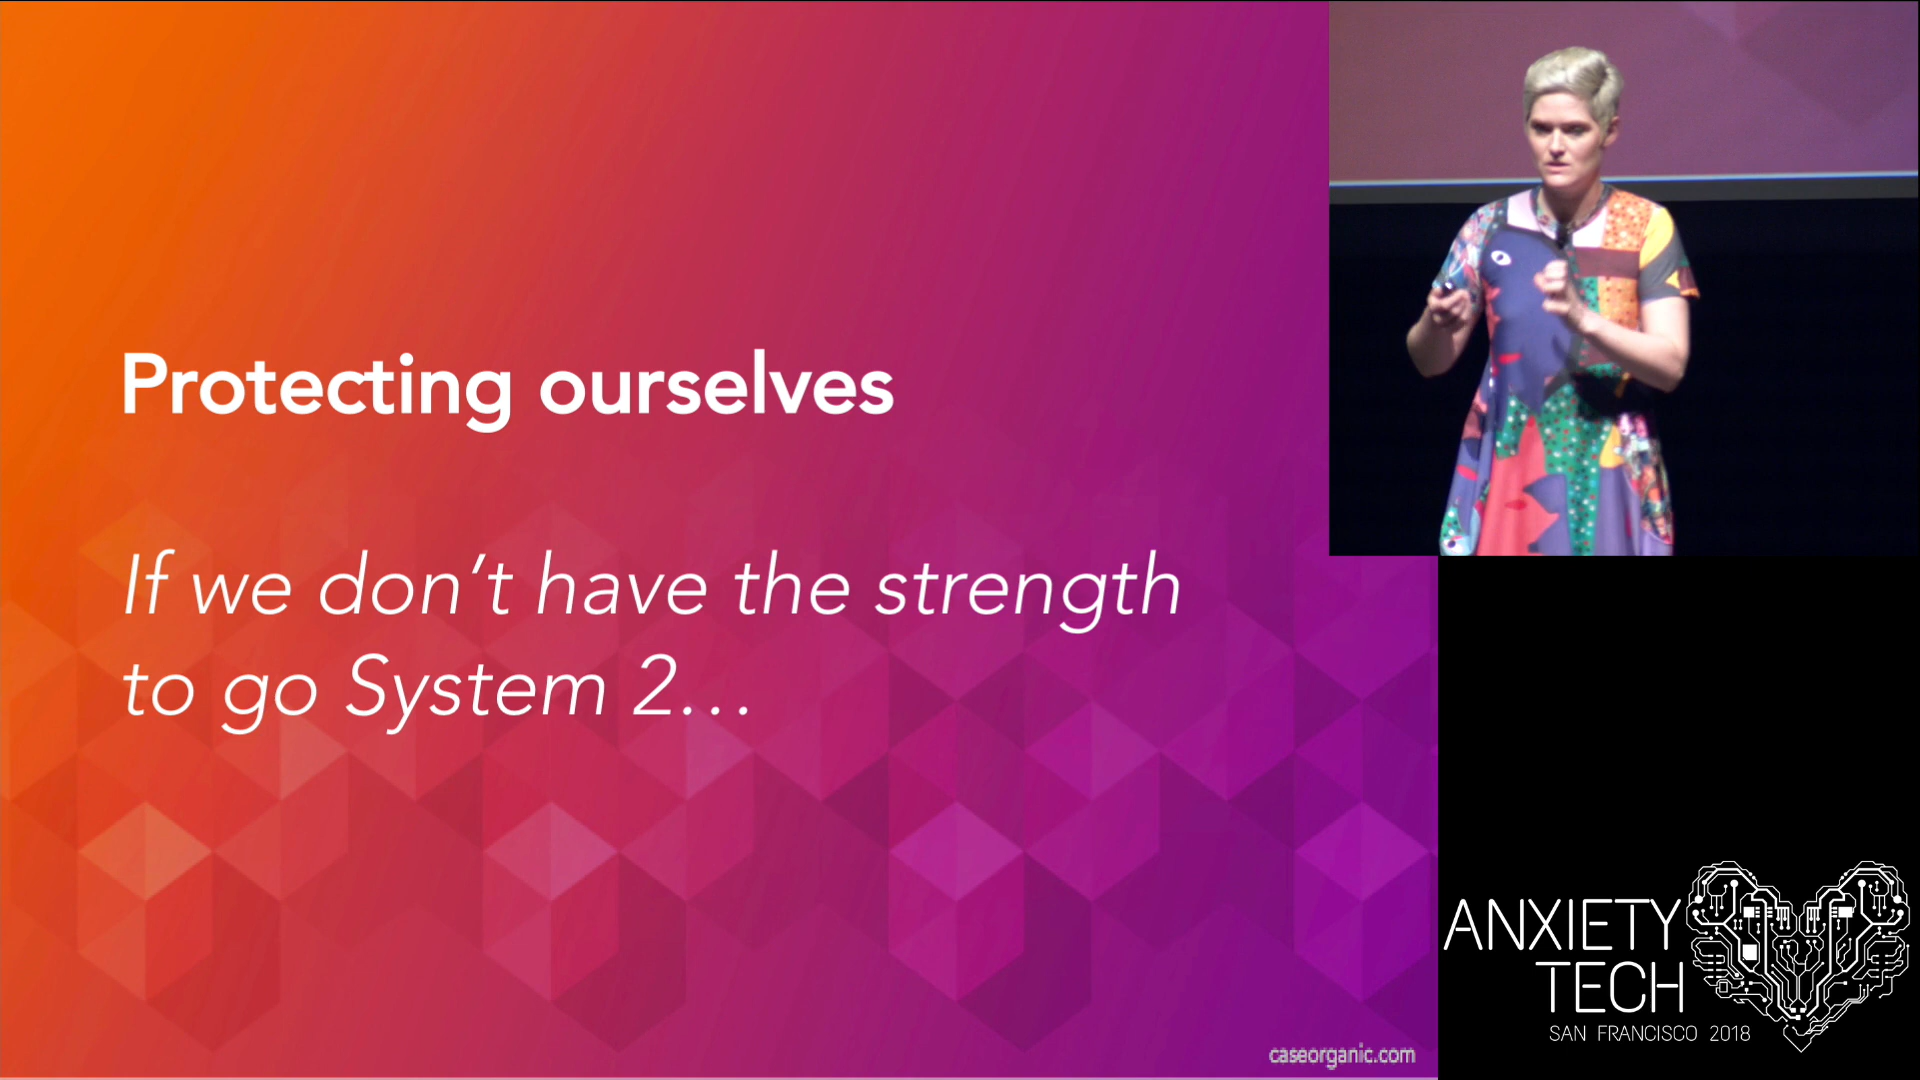 Protecting ourselves
If we don’t have the strength
to go System 2…
caseorganic.com
ANXIETY
TECH
SAN FRANCISCO 2018